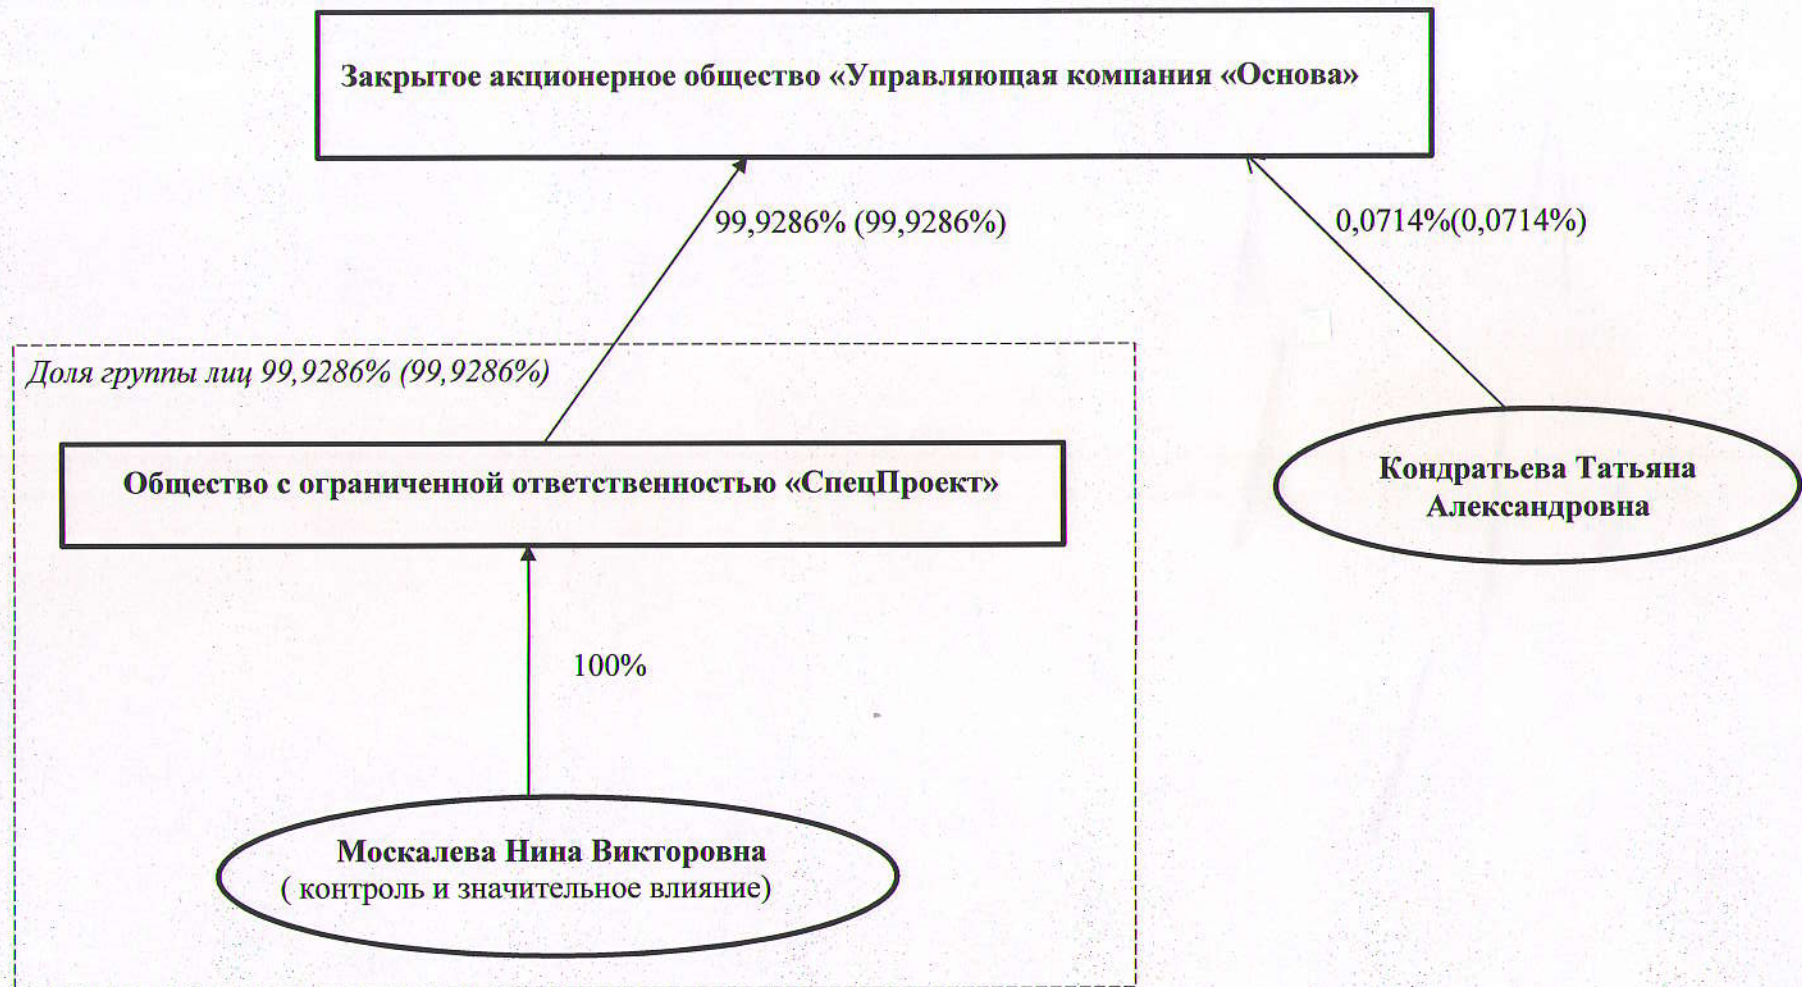 Закрытое акционерное общество «Управляющая компания «Основа»
99,9286% (99,9286%)
0,0714%(0,0714%)
Доля группы лиц 99,9286% (99,9286%)
Общество с ограниченной ответственностью «СпецПроект»
Кондратьева Татьяна
Александровна
100%
Москалева Нина Викторовна
( контроль и значительное влияние)